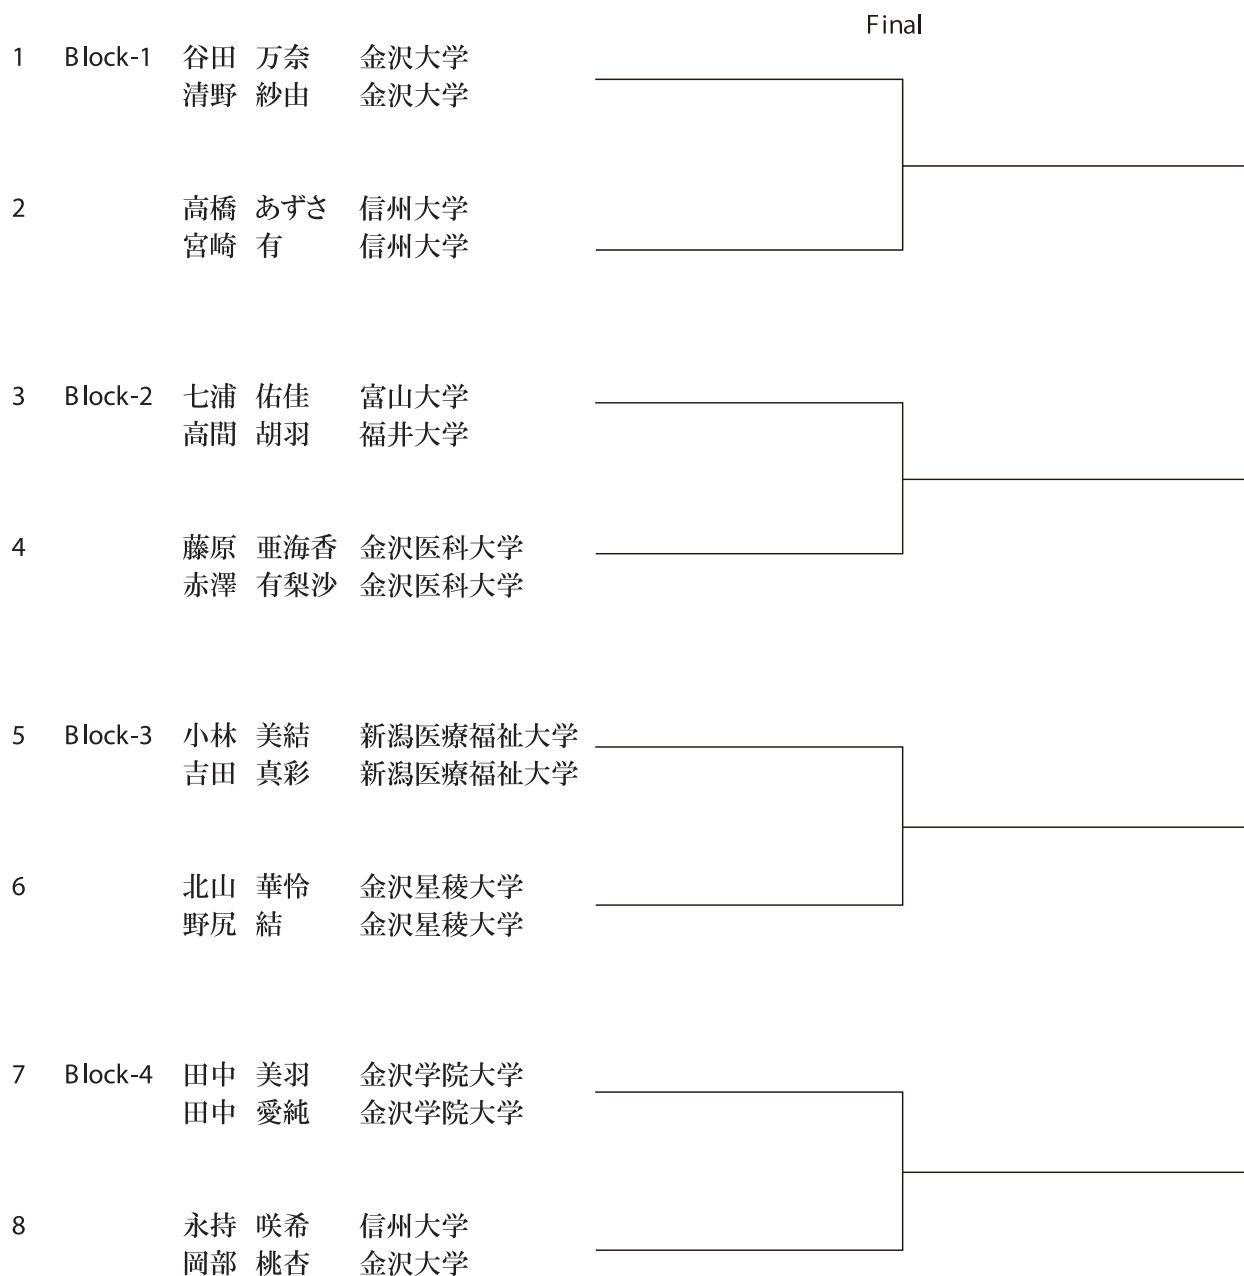 Final
1 Block-1 谷田 万奈 金沢大学
清野 紗由 金沢大学
2 高橋 あずさ 信州大学
宮崎 有 信州大学
3 Block-2 七浦 佑佳 富山大学
高間 胡羽 福井大学
4 藤原 亜海香 金沢医科大学
赤澤 有梨沙 金沢医科大学
5 Block-3 小林 美結 新潟医療福祉大学
吉田 真彩 新潟医療福祉大学
6 北山 華怜 金沢星稜大学
野尻 結 金沢星稜大学
7 Block-4 田中 美羽 金沢学院大学
田中 愛純 金沢学院大学
8 永持 咲希 信州大学
岡部 桃杏 金沢大学